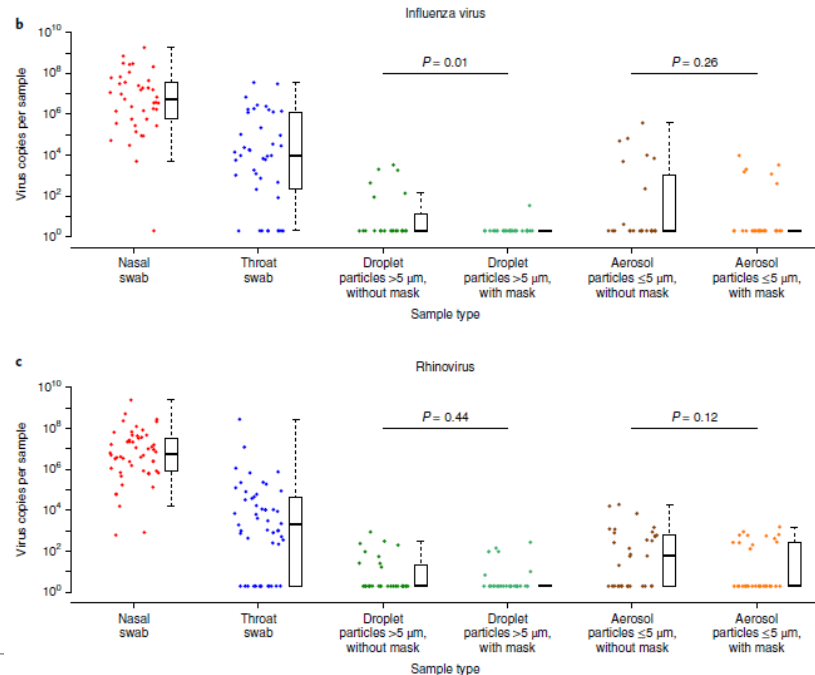 b
Influenza virus
10^10
10^8
10^6
10^4
10^2
10^0
Virus copies per sample
P = 0.01
P = 0.26
Nasal swab
Throat swab
Droplet particles >5 µm, without mask
Droplet particles >5 µm, with mask
Aerosol particles ≤5 µm, without mask
Aerosol particles ≤5 µm, with mask
Sample type
c
Rhinovirus
10^10
10^8
10^6
10^4
10^2
10^0
Virus copies per sample
P = 0.44
P = 0.12
Nasal swab
Throat swab
Droplet particles >5 µm, without mask
Droplet particles >5 µm, with mask
Aerosol particles ≤5 µm, without mask
Aerosol particles ≤5 µm, with mask
Sample type